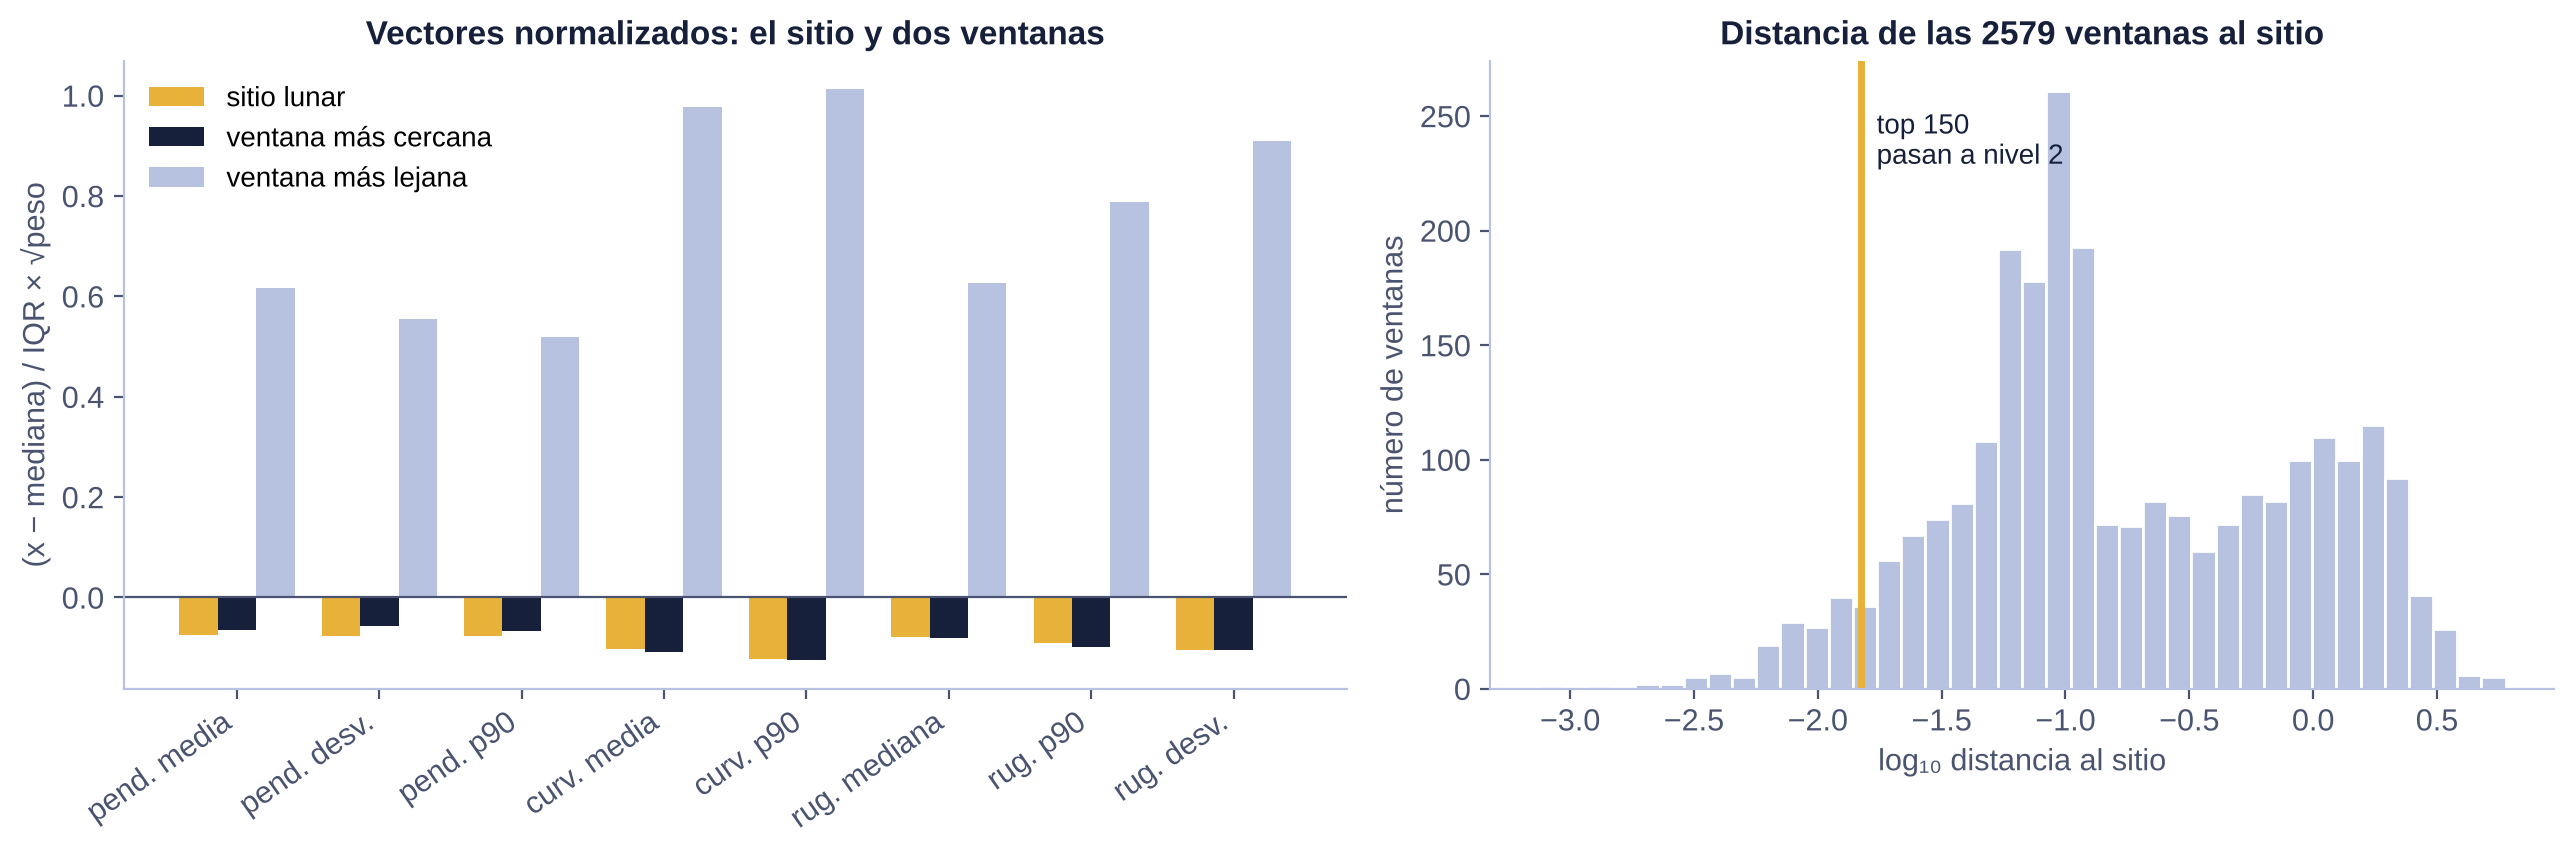 Vectores normalizados: el sitio y dos ventanas
(x − mediana) / IQR × √peso
1.0
0.8
0.6
0.4
0.2
0.0
sitio lunar
ventana más cercana
ventana más lejana
pend. media
pend. desv.
pend. p90
curv. media
curv. p90
rug. mediana
rug. p90
rug. desv.
Distancia de las 2579 ventanas al sitio
número de ventanas
250
200
150
100
50
0
top 150
pasan a nivel 2
−3.0
−2.5
−2.0
−1.5
−1.0
−0.5
0.0
0.5
log₁₀ distancia al sitio